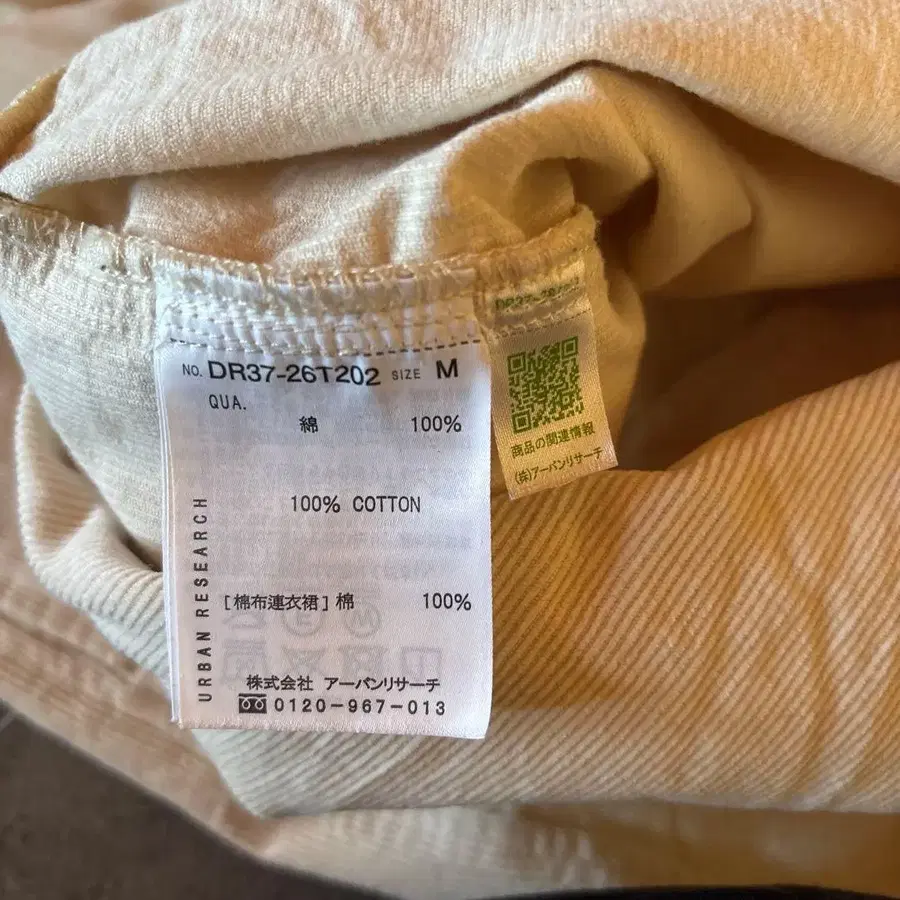 NO. DR37-26T202 SIZE M
QUA.
綿 100%
100% COTTON
[棉布連衣裙] 棉 100%
URBAN RESEARCH
株式会社 アーバンリサーチ
0120-967-013
商品の関連情報
(株)アーバンリサーチ